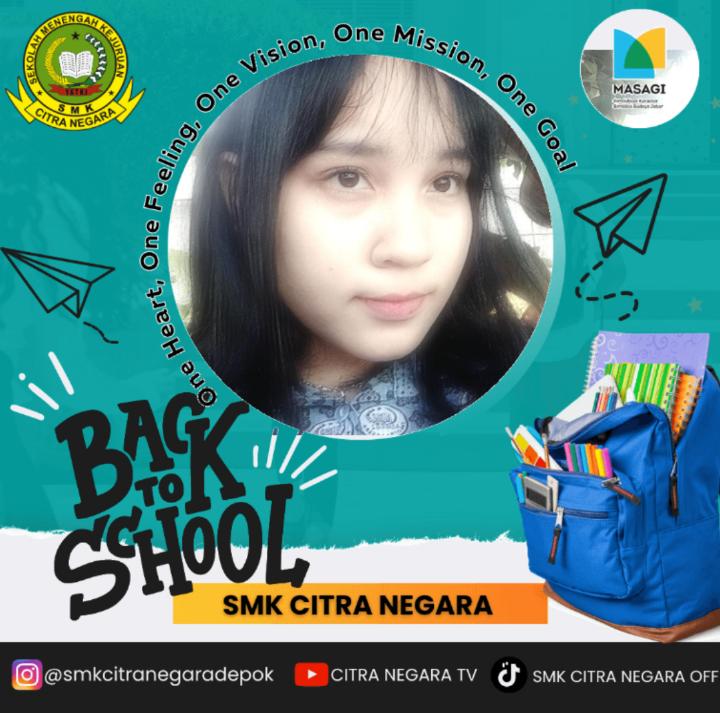 SEKOLAH MENENGAH KEJURUAN
YATRI
SMK
CITRA NEGARA
MASAGI
One Heart, One Feeling, One Vision, One Mission, One Goal
BACK
TO
SCHOOL
SMK CITRA NEGARA
@smkcitranegaradepok
CITRA NEGARA TV
SMK CITRA NEGARA OFF